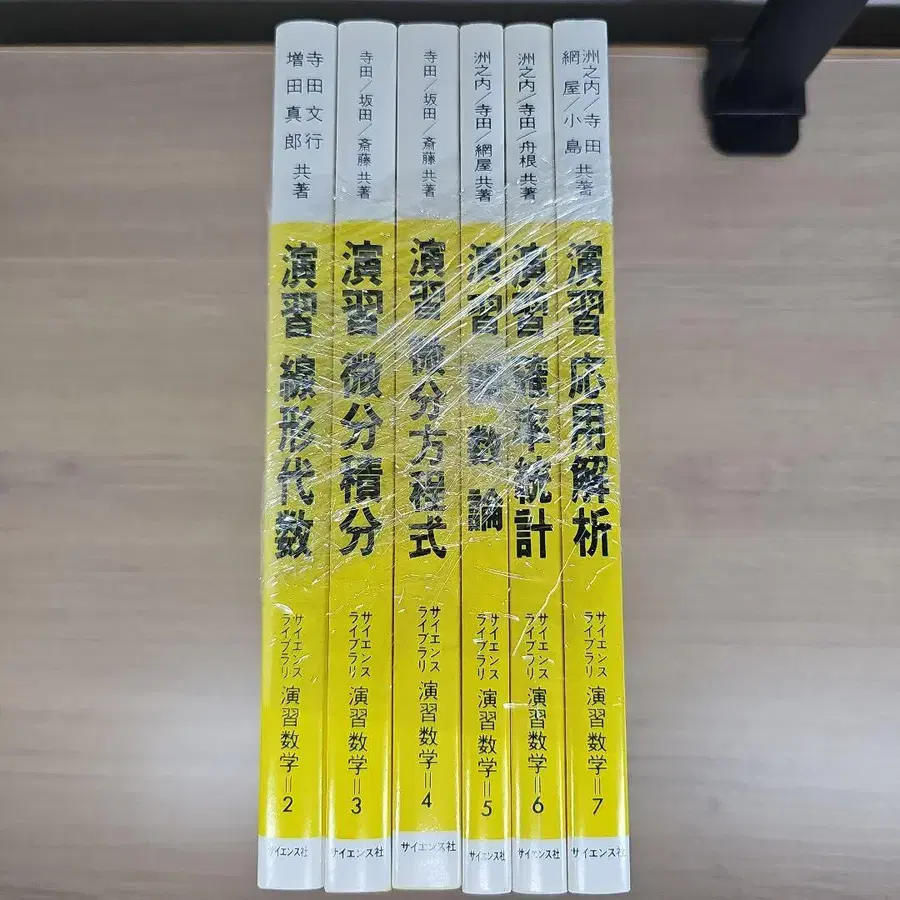 寺田文行
増田真郎
共著
演習 線形代数
サイエンス
ライブラリ
演習数学=2
サイエンス社
寺田/坂田/斎藤 共著
演習 微分積分
サイエンス
ライブラリ
演習数学=3
サイエンス社
寺田/坂田/斎藤 共著
演習 微分方程式
サイエンス
ライブラリ
演習数学=4
サイエンス社
洲之内/寺田/網屋 共著
演習 数論
サイエンス
ライブラリ
演習数学=5
サイエンス社
洲之内/寺田/舟根 共著
演習 確率統計
サイエンス
ライブラリ
演習数学=6
サイエンス社
洲之内/寺田
網屋/小島
共著
演習 応用解析
サイエンス
ライブラリ
演習数学=7
サイエンス社